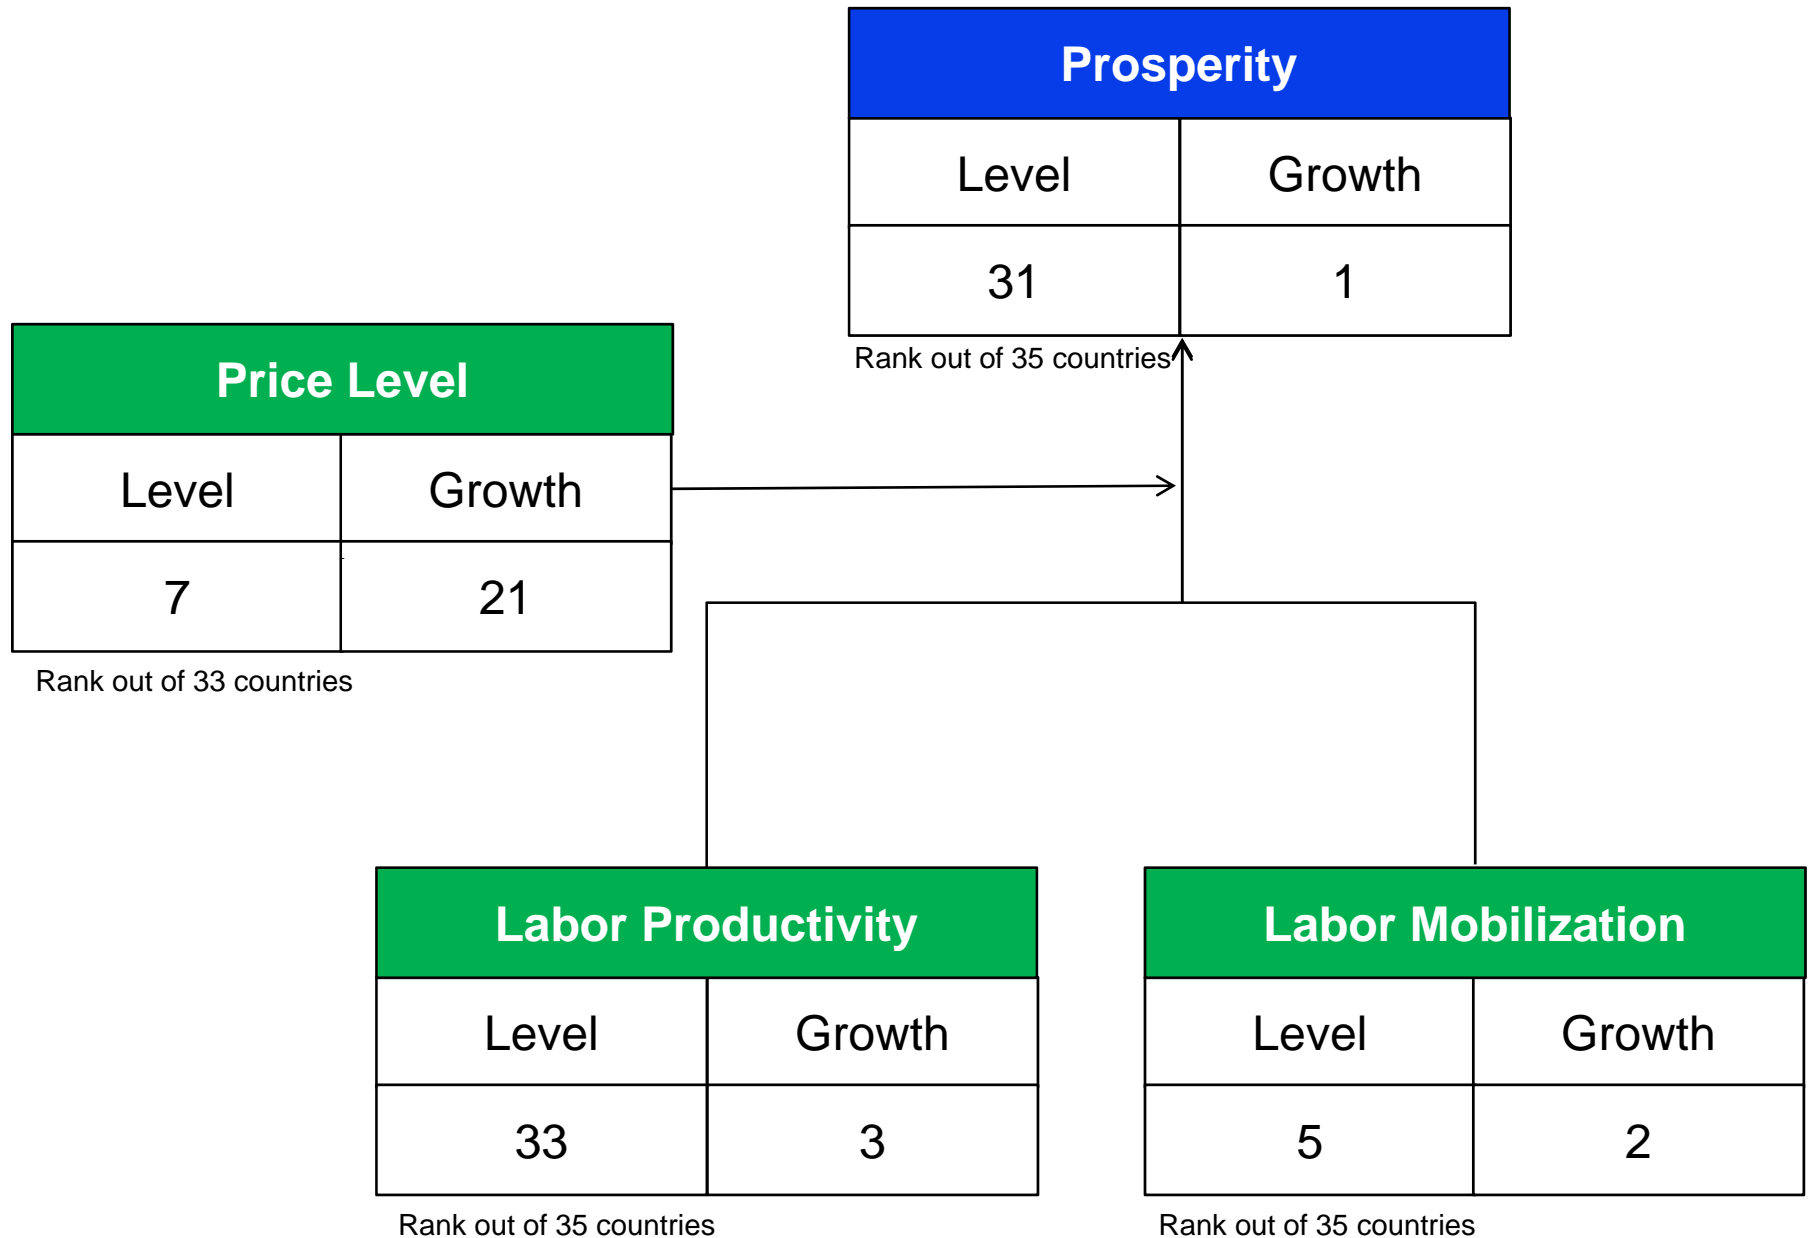 Prosperity
Level Growth
31 1
Rank out of 35 countries
Price Level
Level Growth
7 21
Rank out of 33 countries
Labor Productivity
Level Growth
33 3
Rank out of 35 countries
Labor Mobilization
Level Growth
5 2
Rank out of 35 countries